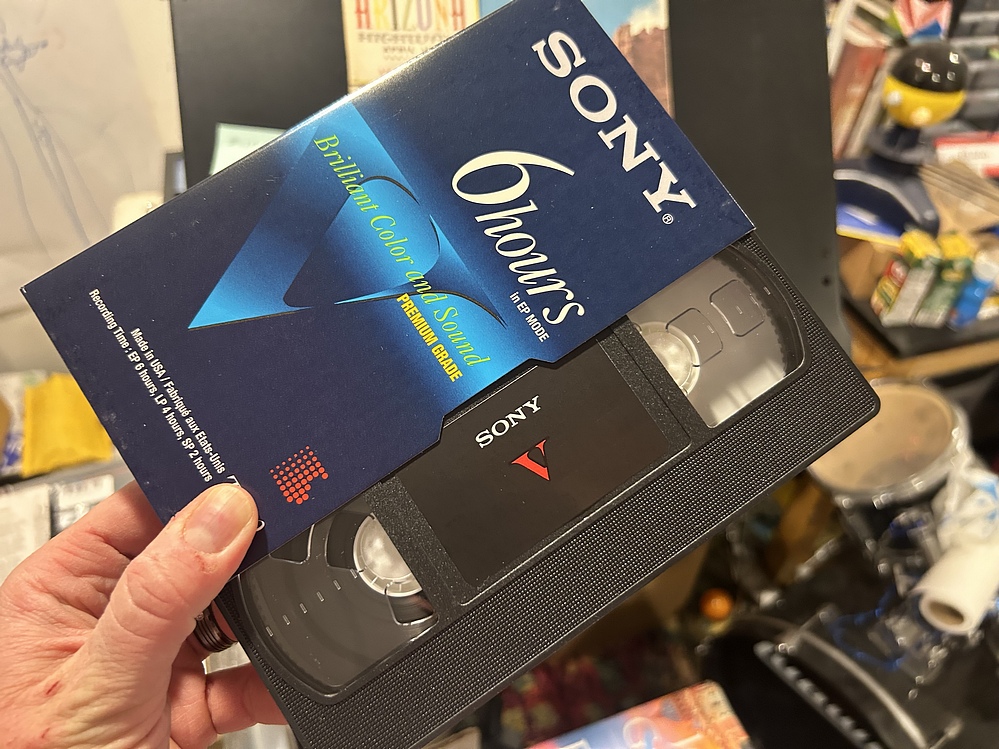 ARIZONA
SONY®
6hours
in EP MODE
Brilliant Color and Sound
PREMIUM GRADE
Made in USA / Fabriqué aux Etats-Unis
Recording Time : EP 6 hours, LP 4 hours, SP 2 hours
SONY
V